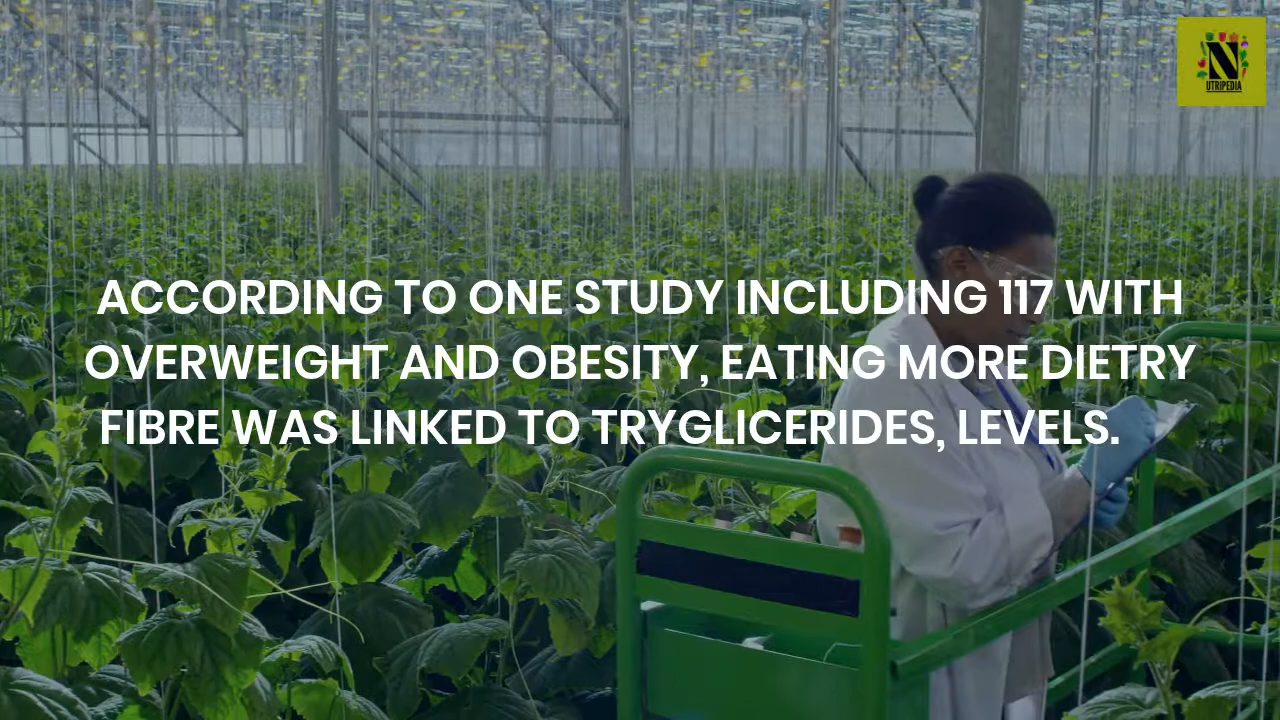 N
UTRIPEDIA
ACCORDING TO ONE STUDY INCLUDING 117 WITH
OVERWEIGHT AND OBESITY, EATING MORE DIETRY
FIBRE WAS LINKED TO TRYGLICERIDES, LEVELS.